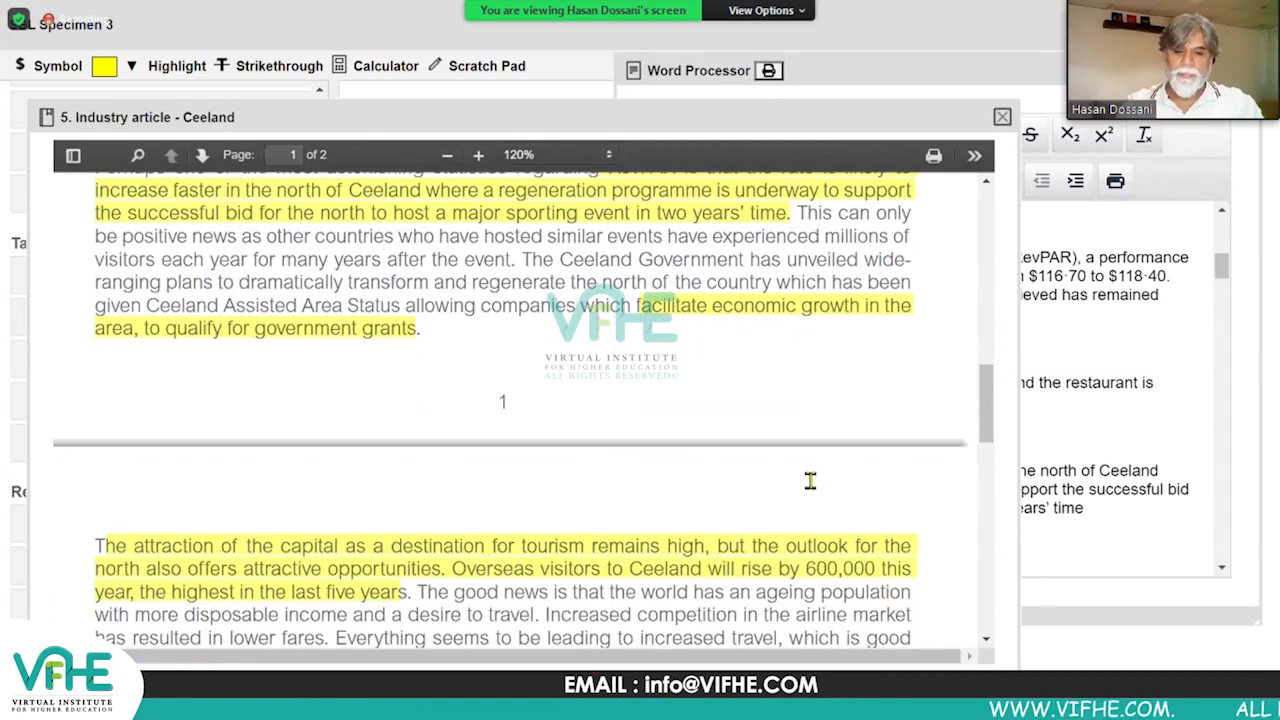 You are viewing Hasan Dossani's screen View Options
Specimen 3
$ Symbol Highlight Strikethrough Calculator Scratch Pad
Word Processor
Hasan Dossani
5. Industry article - Ceeland
Page: 1 of 2 120%
increase faster in the north of Ceeland where a regeneration programme is underway to support
the successful bid for the north to host a major sporting event in two years' time. This can only
be positive news as other countries who have hosted similar events have experienced millions of
visitors each year for many years after the event. The Ceeland Government has unveiled wide-
ranging plans to dramatically transform and regenerate the north of the country which has been
given Ceeland Assisted Area Status allowing companies which facilitate economic growth in the
area, to qualify for government grants.
VIFHE
VIRTUAL INSTITUTE
FOR HIGHER EDUCATION
ALL RIGHTS RESERVED©
1
The attraction of the capital as a destination for tourism remains high, but the outlook for the
north also offers attractive opportunities. Overseas visitors to Ceeland will rise by 600,000 this
year, the highest in the last five years. The good news is that the world has an ageing population
with more disposable income and a desire to travel. Increased competition in the airline market
has resulted in lower fares. Everything seems to be leading to increased travel, which is good
evPAR), a performance
$116·70 to $118·40.
ieved has remained
nd the restaurant is
he north of Ceeland
pport the successful bid
ears' time
Ta
Re
VIFHE
VIRTUAL INSTITUTE
FOR HIGHER EDUCATION
EMAIL : info@VIFHE.COM
WWW.VIFHE.COM. ALL